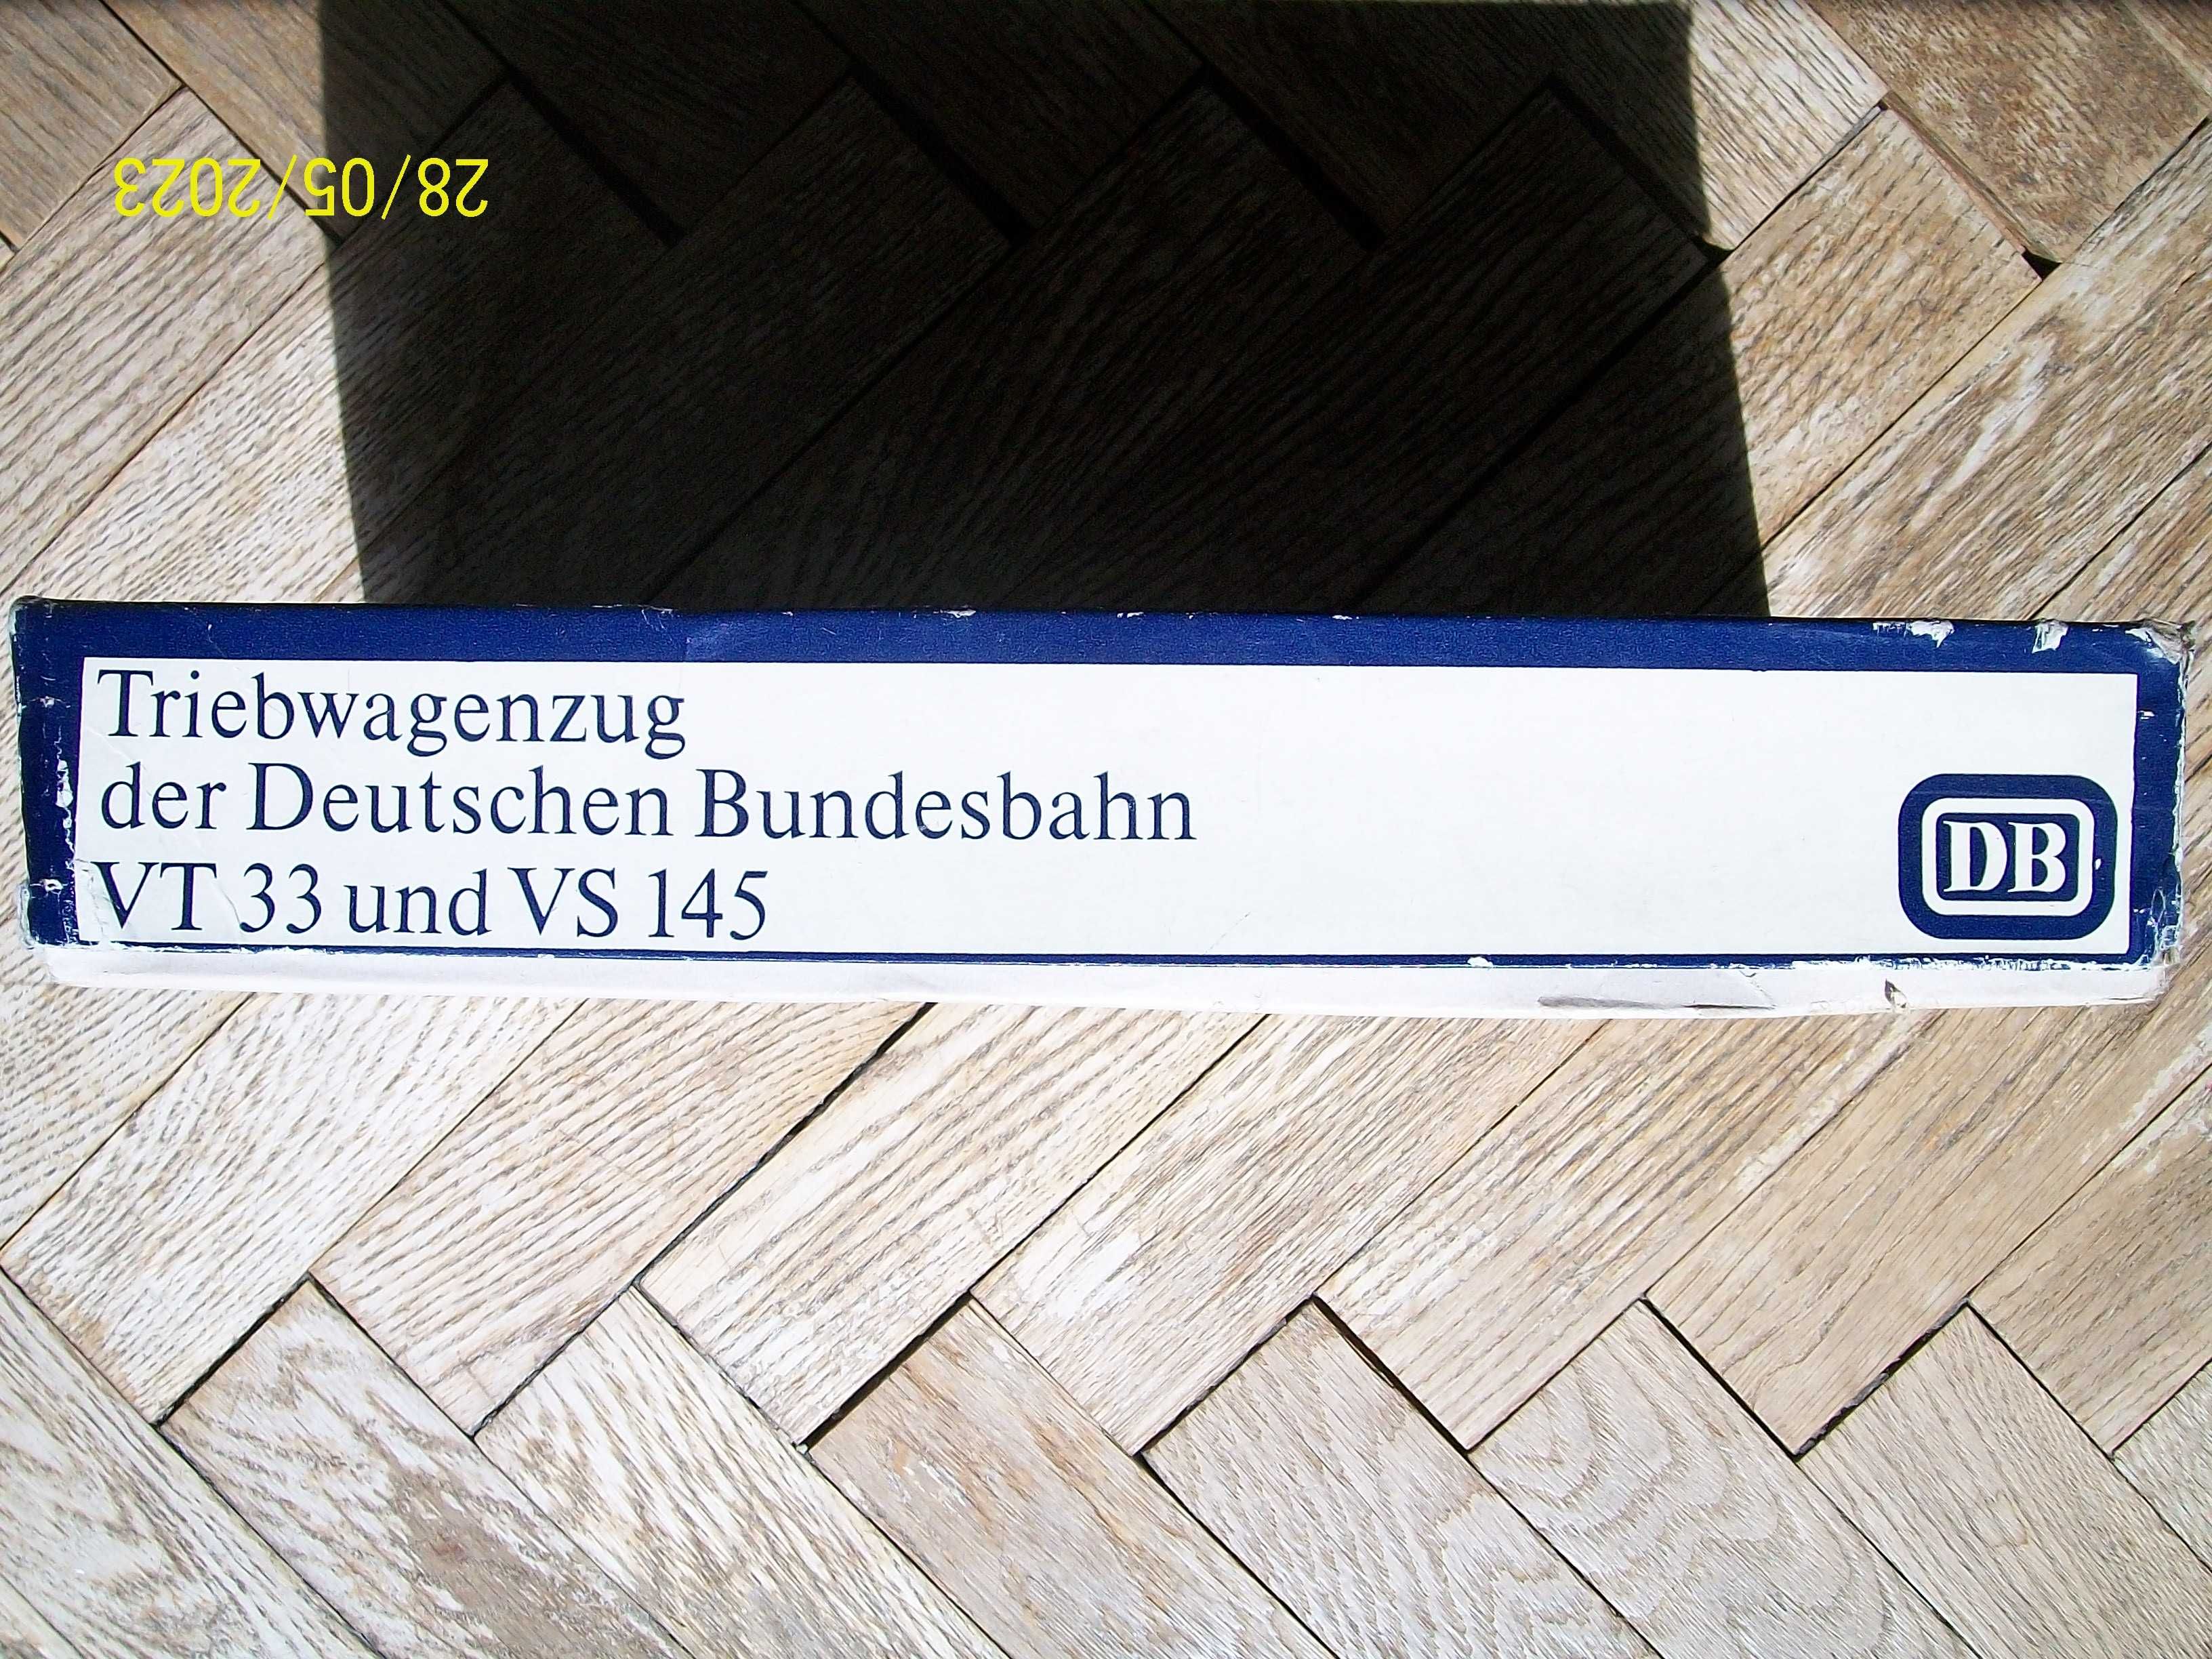 28/05/2023
Triebwagenzug
der Deutschen Bundesbahn
VT 33 und VS 145
DB